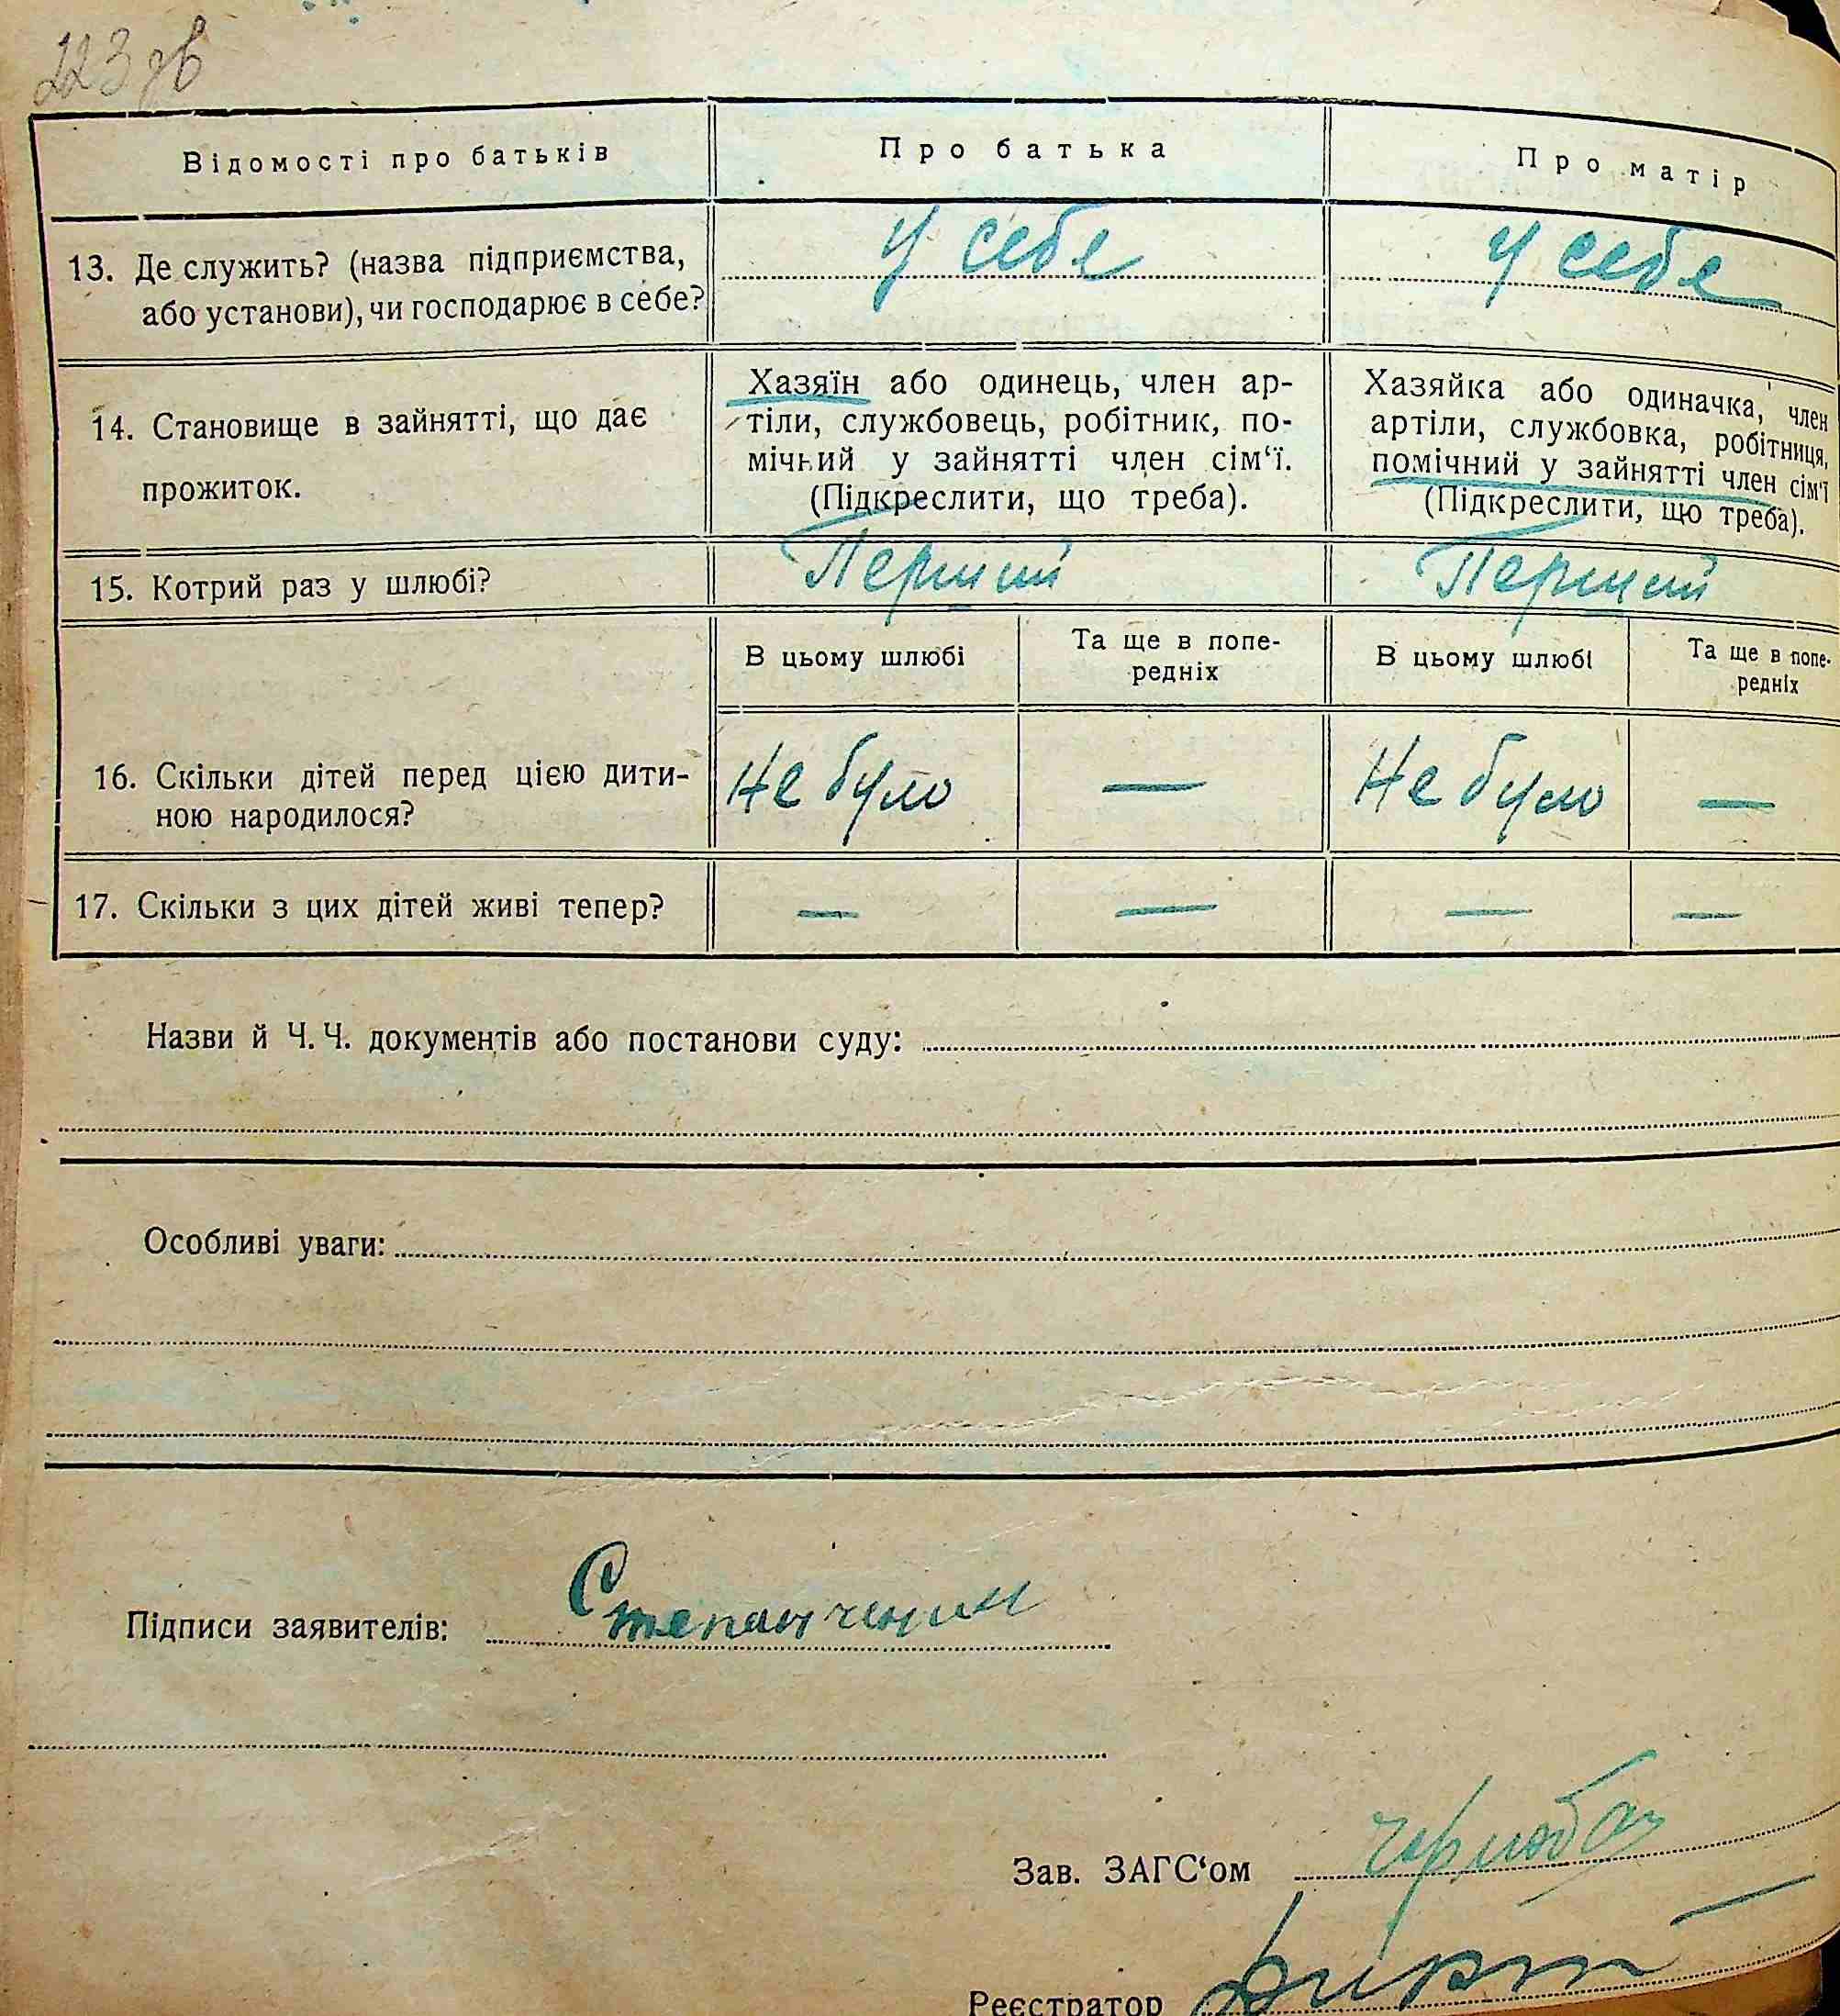 223 зв
Відомості про батьків
Про батька
Про матір
13. Де служить? (назва підприємства,
або установи), чи господарює в себе?
У себе
У себе
14. Становище в зайнятті, що дає
прожиток.
Хазяїн або одинець, член ар-
тіли, службовець, робітник, по-
мічний у зайнятті член сім‘ї.
(Підкреслити, що треба).
Хазяйка або одиначка, член
артіли, службовка, робітниця,
помічний у зайнятті член сім'ї
(Підкреслити, що треба).
15. Котрий раз у шлюбі?
Перший
Перший
В цьому шлюбі
Та ще в попе-
редніх
В цьому шлюбі
Та ще в попе-
редніх
16. Скільки дітей перед цією дити-
ною народилося?
Не було
—
Не було
—
17. Скільки з цих дітей живі тепер?
—
—
—
—
Назви й Ч. Ч. документів або постанови суду:
Особливі уваги:
Підписи заявителів:
Зав. ЗАГС‘ом
Реєстратор